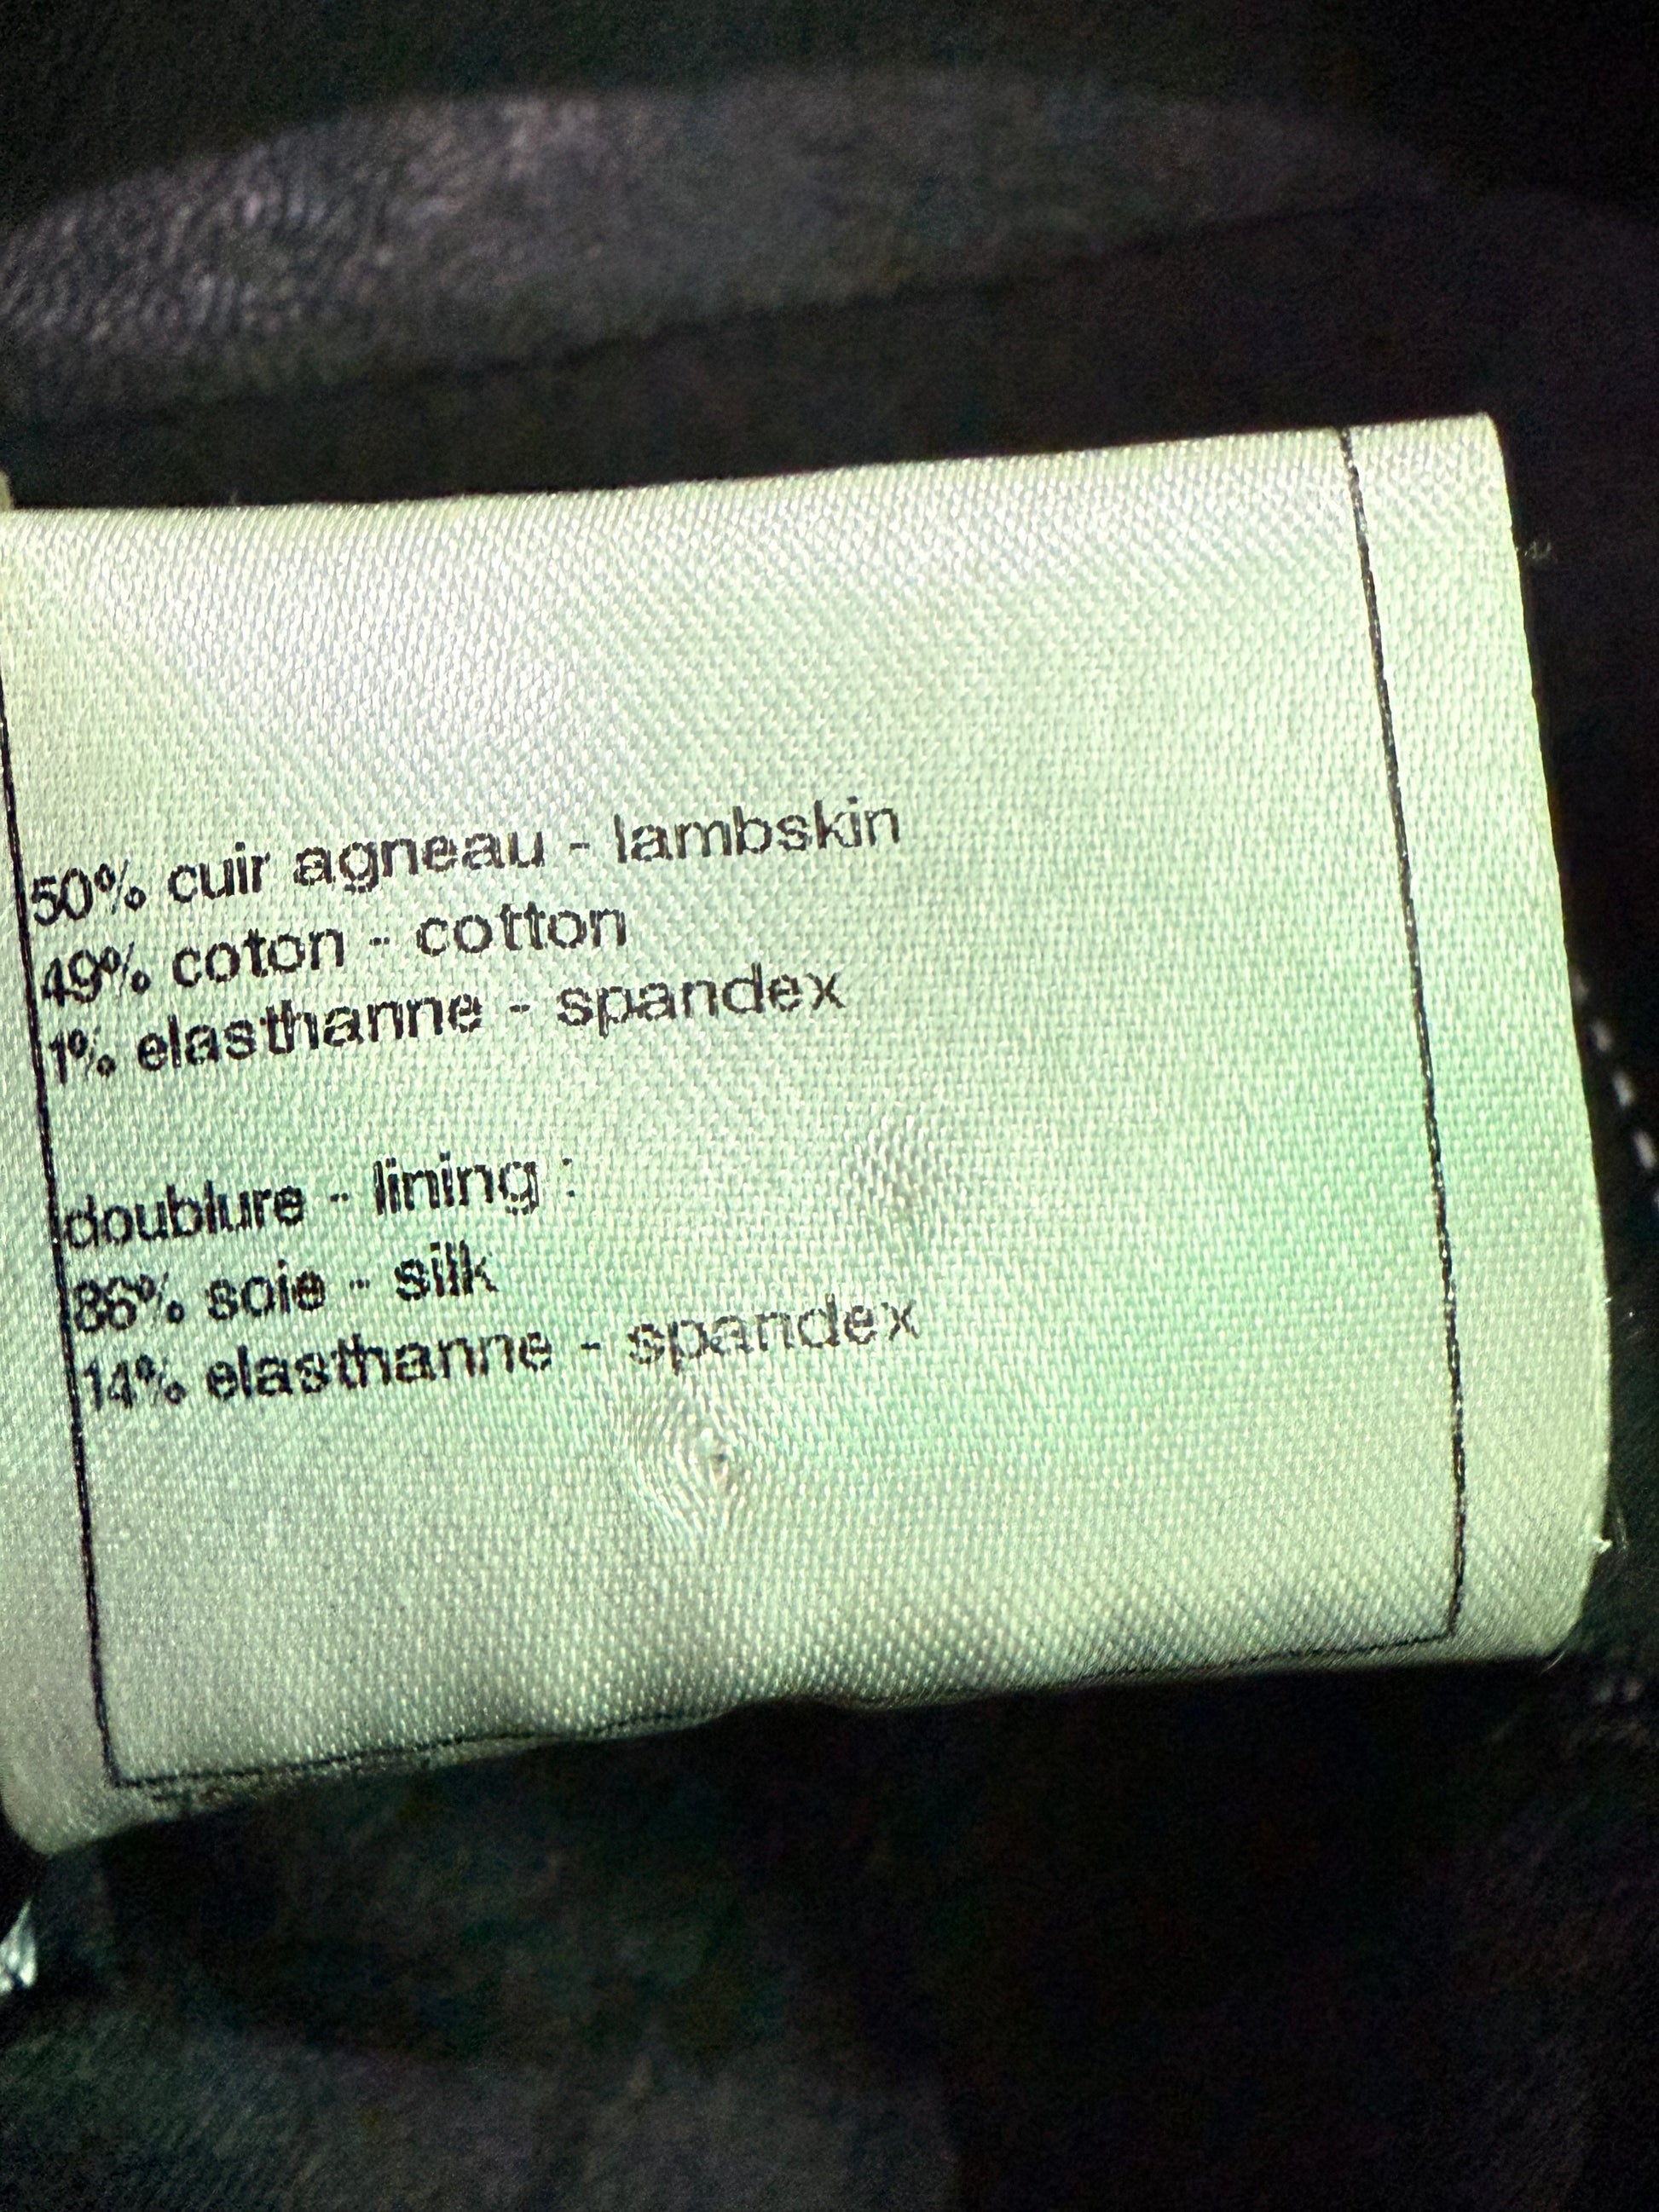 50% cuir agneau - lambskin
49% coton - cotton
1% elasthanne - spandex
doublure - lining :
86% soie - silk
14% elasthanne - spandex